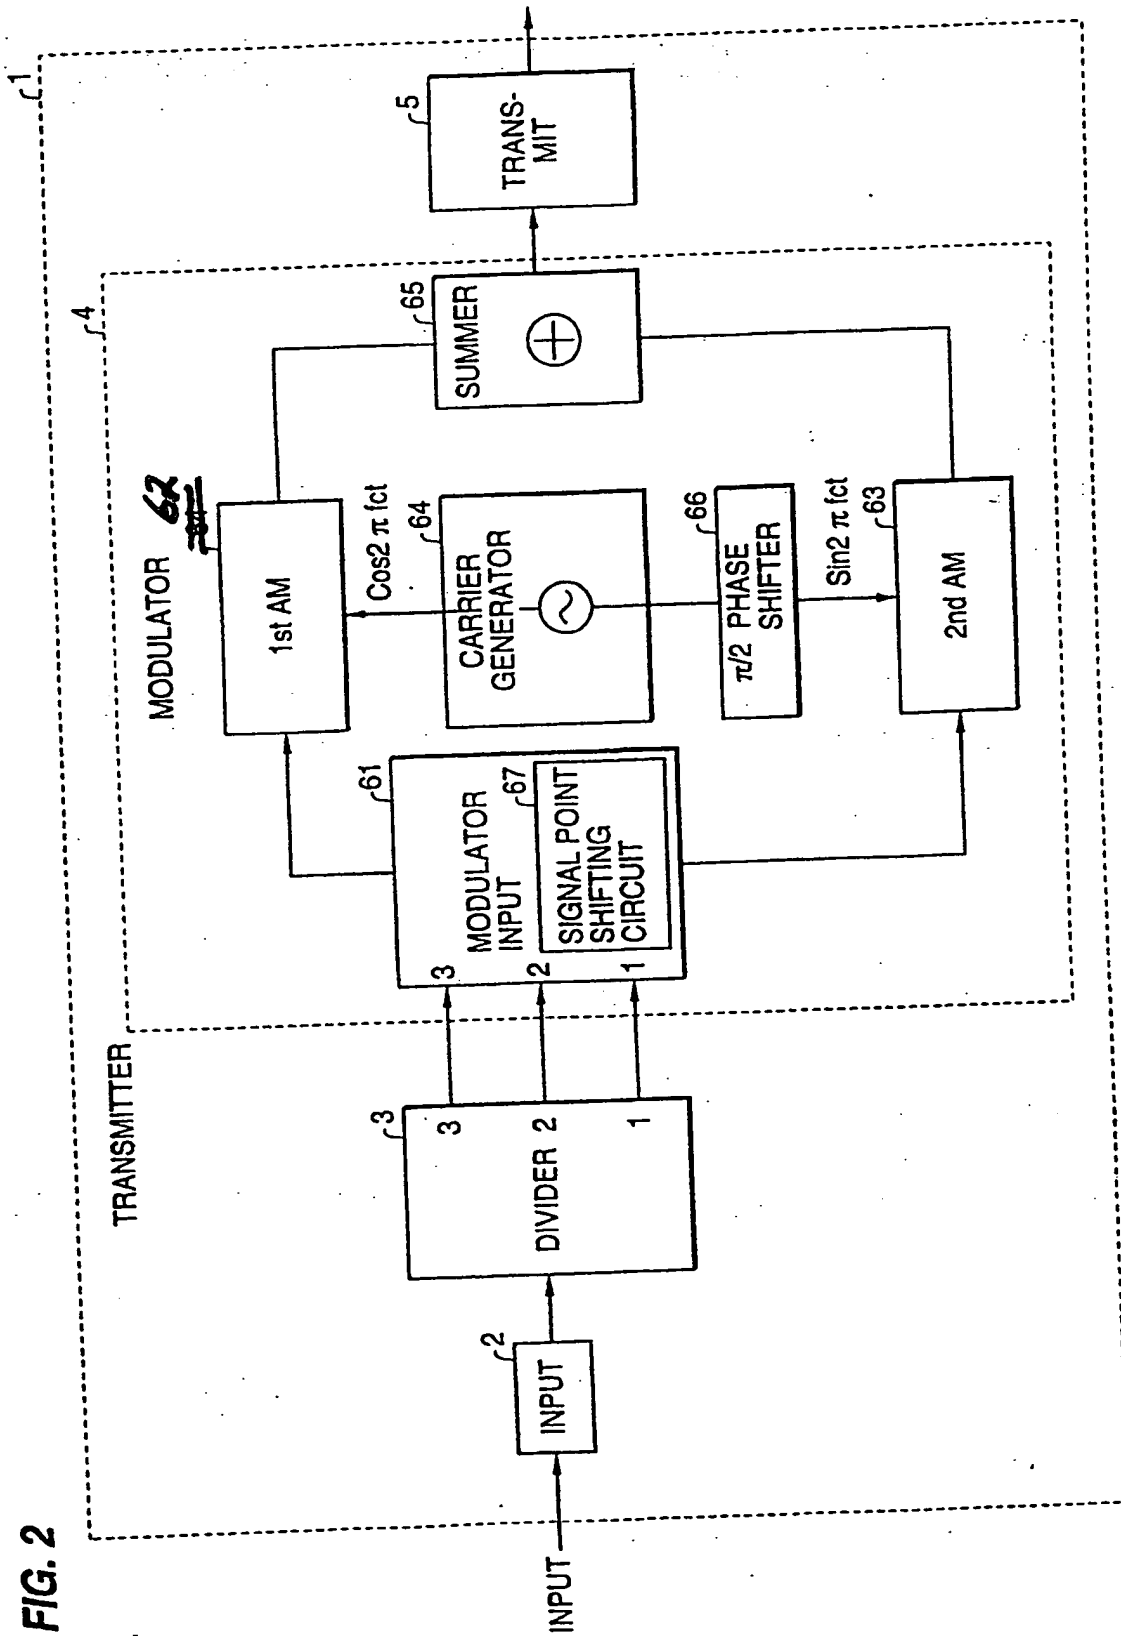 FIG. 2
1
TRANSMITTER
4
MODULATOR
INPUT
2
INPUT
3
DIVIDER
3
2
1
61
3
2
1
MODULATOR
INPUT
67
SIGNAL POINT
SHIFTING
CIRCUIT
62
1st AM
Cos2 π fct
64
CARRIER
GENERATOR
66
π/2 PHASE
SHIFTER
Sin2 π fct
63
2nd AM
65
SUMMER
5
TRANS-
MIT